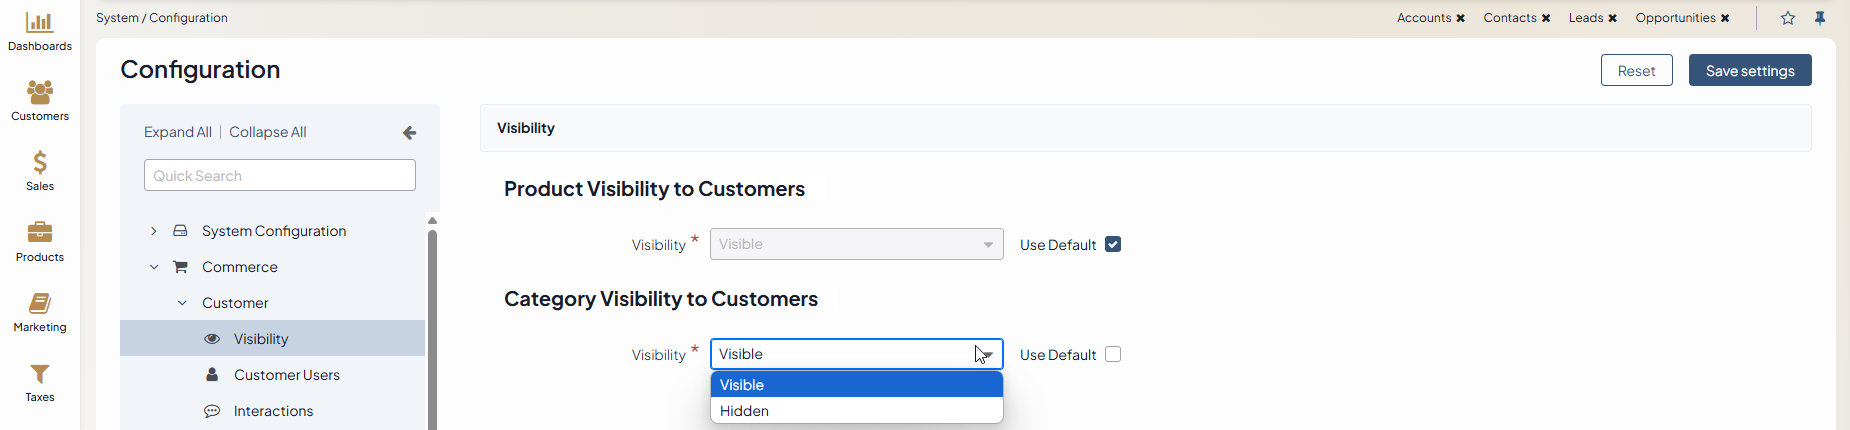 System / Configuration
Accounts ✖ Contacts ✖ Leads ✖ Opportunities ✖
Dashboards
Customers
Sales
Products
Marketing
Taxes
Configuration
Reset
Save settings
Expand All | Collapse All
Quick Search
System Configuration
Commerce
Customer
Visibility
Customer Users
Interactions
Visibility
Product Visibility to Customers
Visibility * Visible Use Default
Category Visibility to Customers
Visibility * Visible Use Default
Visible
Hidden